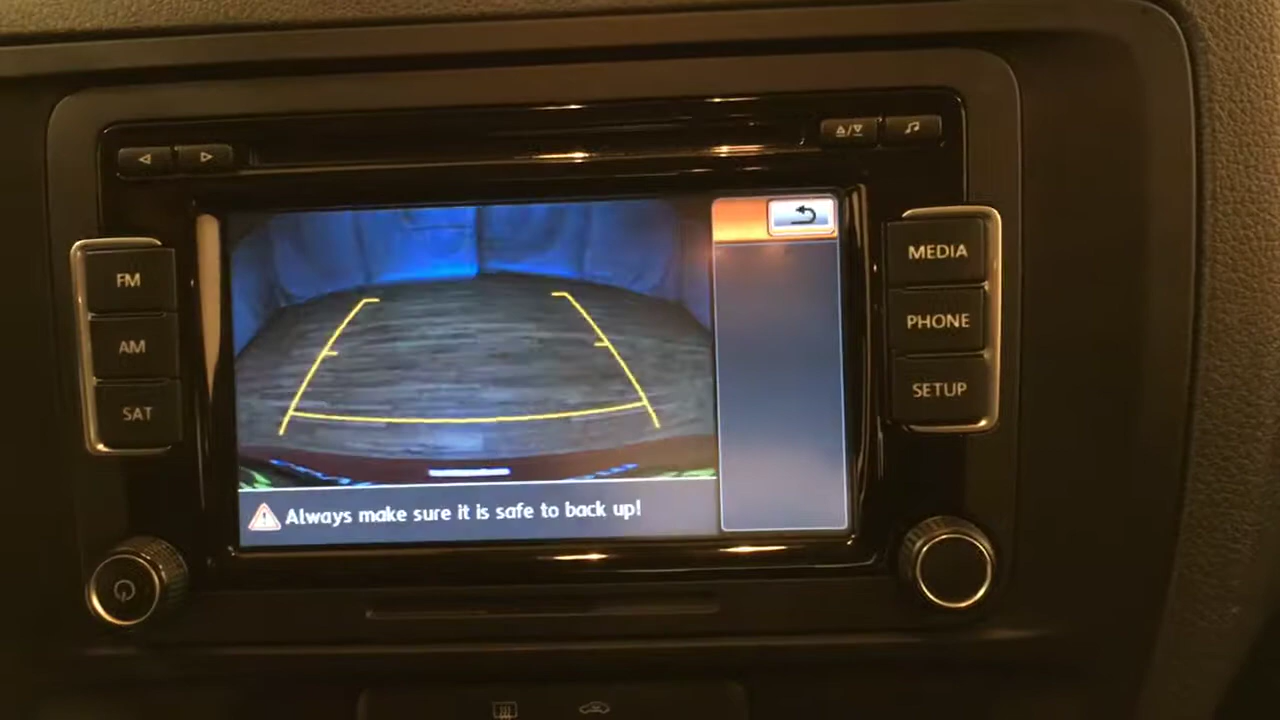 FM
AM
SAT
MEDIA
PHONE
SETUP
Always make sure it is safe to back up!